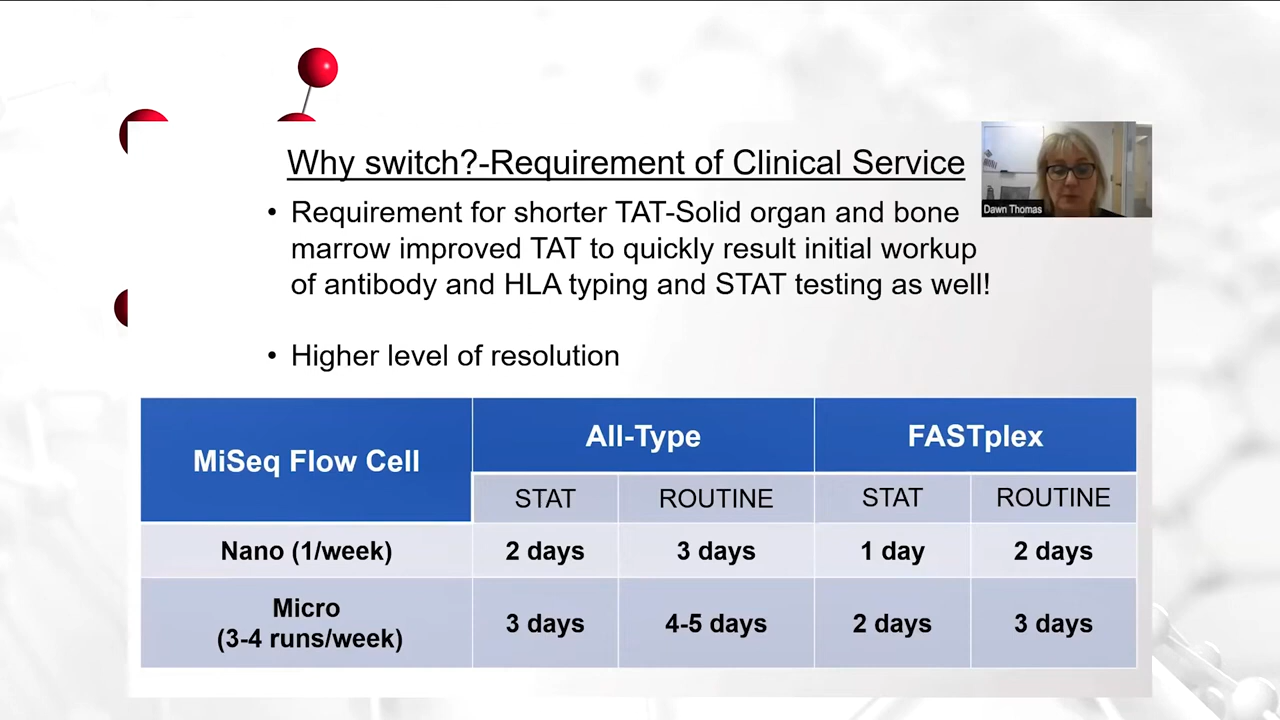 Why switch?-Requirement of Clinical Service
• Requirement for shorter TAT-Solid organ and bone
marrow improved TAT to quickly result initial workup
of antibody and HLA typing and STAT testing as well!
• Higher level of resolution
Dawn Thomas
MiSeq Flow Cell
All-Type
FASTplex
STAT
ROUTINE
STAT
ROUTINE
Nano (1/week)
2 days
3 days
1 day
2 days
Micro
(3-4 runs/week)
3 days
4-5 days
2 days
3 days